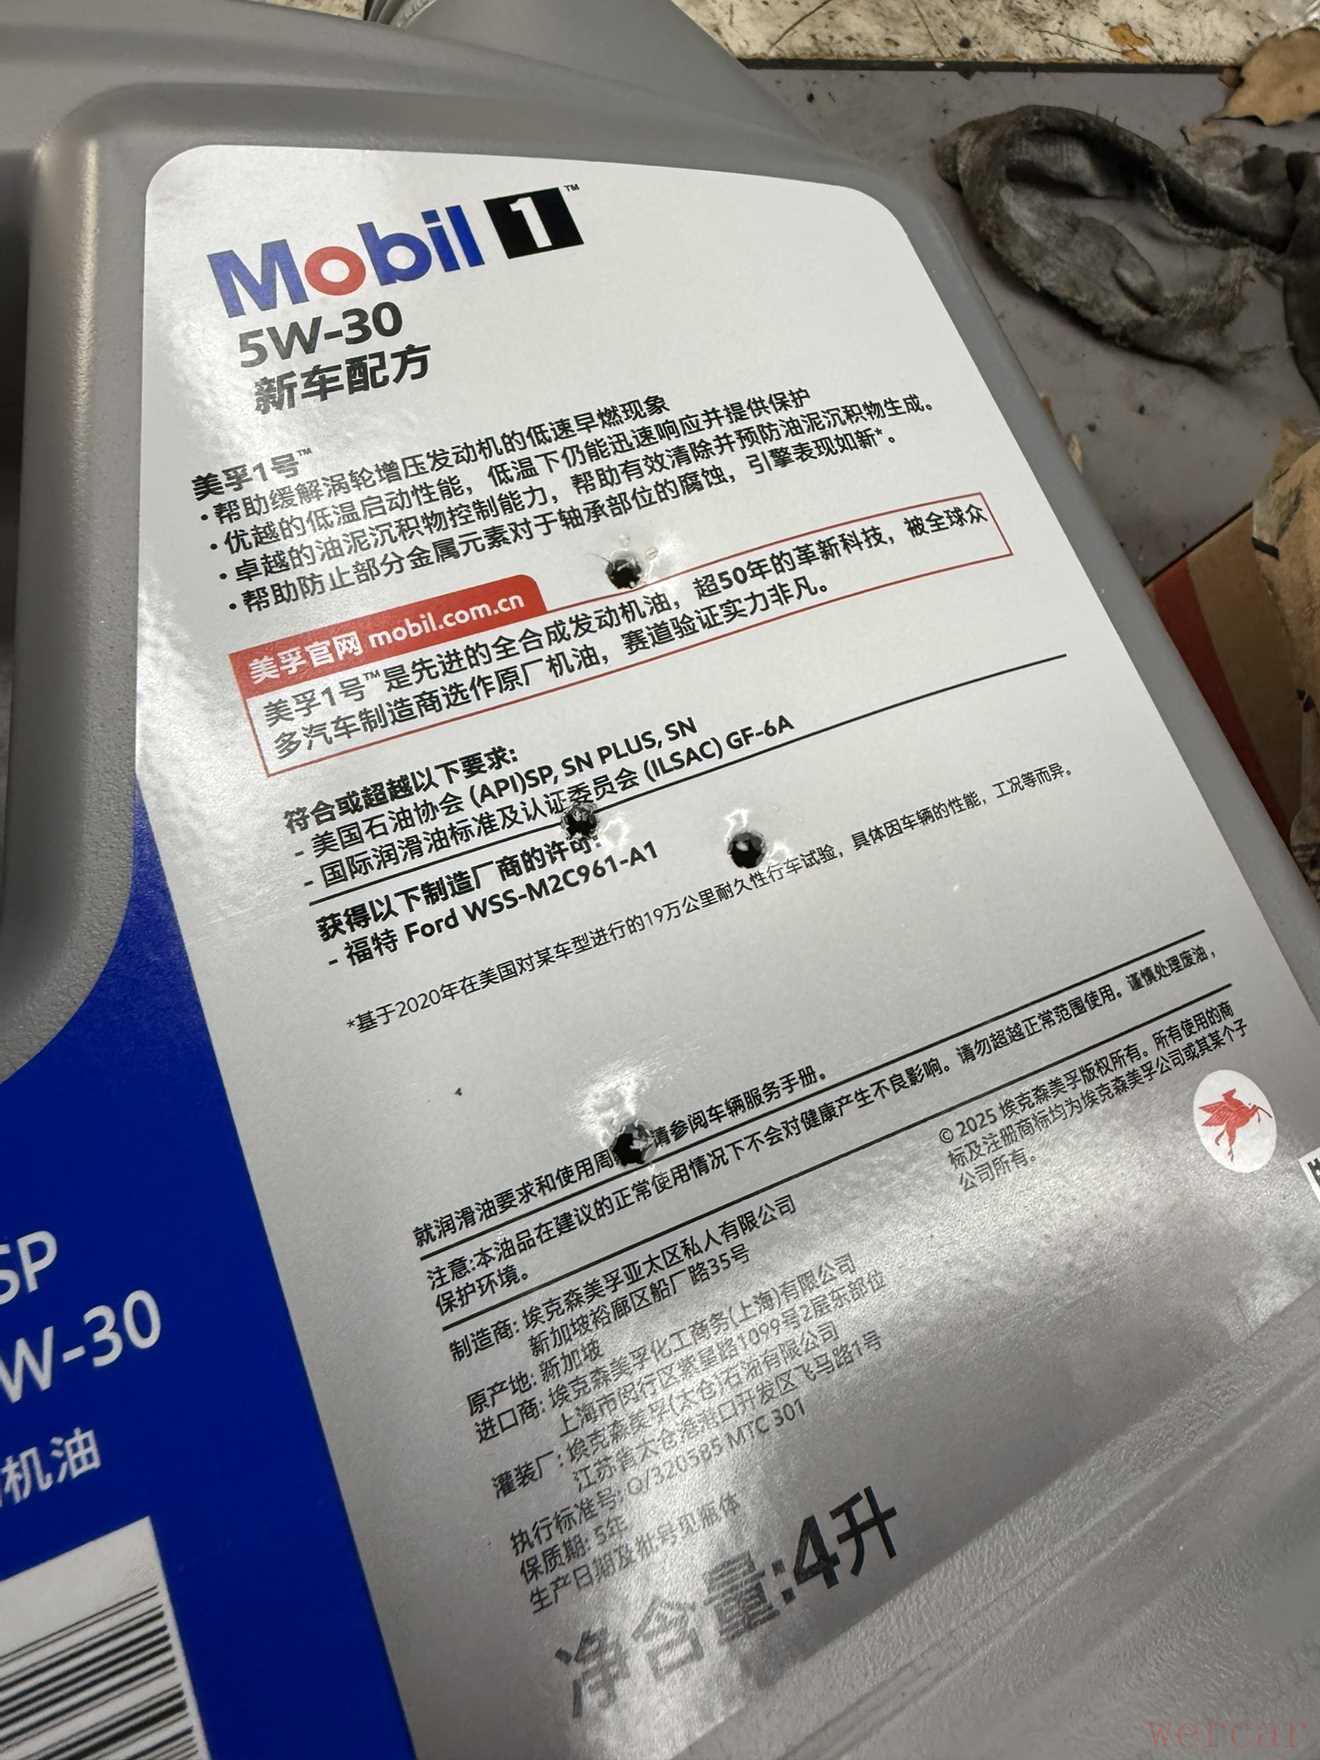 Mobil 1™
5W-30
新车配方
美孚1号™
·帮助缓解涡轮增压发动机的低速早燃现象
·优越的低温启动性能，低温下仍能迅速响应并提供保护
·卓越的油泥沉积物控制能力，帮助有效清除并预防油泥沉积物生成。
·帮助防止部分金属元素对于轴承部位的腐蚀，引擎表现如新*。
美孚官网 mobil.com.cn
美孚1号™是先进的全合成发动机油，超50年的革新科技，被全球众
多汽车制造商选作原厂机油，赛道验证实力非凡。
符合或超越以下要求:
- 美国石油协会 (API)SP, SN PLUS, SN
- 国际润滑油标准及认证委员会 (ILSAC) GF-6A
获得以下制造厂商的许可:
- 福特 Ford WSS-M2C961-A1
*基于2020年在美国对某车型进行的19万公里耐久性行车试验，具体因车辆的性能，工况等而异。
就润滑油要求和使用周 请参阅车辆服务手册。
注意:本油品在建议的正常使用情况下不会对健康产生不良影响。请勿超越正常范围使用。谨慎处理废油，
保护环境。
© 2025 埃克森美孚版权所有。所有使用的商
标及注册商标均为埃克森美孚公司或其某个子
公司所有。
制造商: 埃克森美孚亚太区私人有限公司
新加坡裕廊区船厂路35号
原产地: 新加坡
进口商: 埃克森美孚化工商务(上海)有限公司
上海市闵行区紫星路1099号2层东部位
灌装厂: 埃克森美孚(太仓)石油有限公司
江苏省太仓港港口开发区飞马路1号
执行标准号: Q/320585 MTC 301
保质期: 5年
生产日期及批号见瓶体
净含量:4升
SP
W-30
机油
wercar